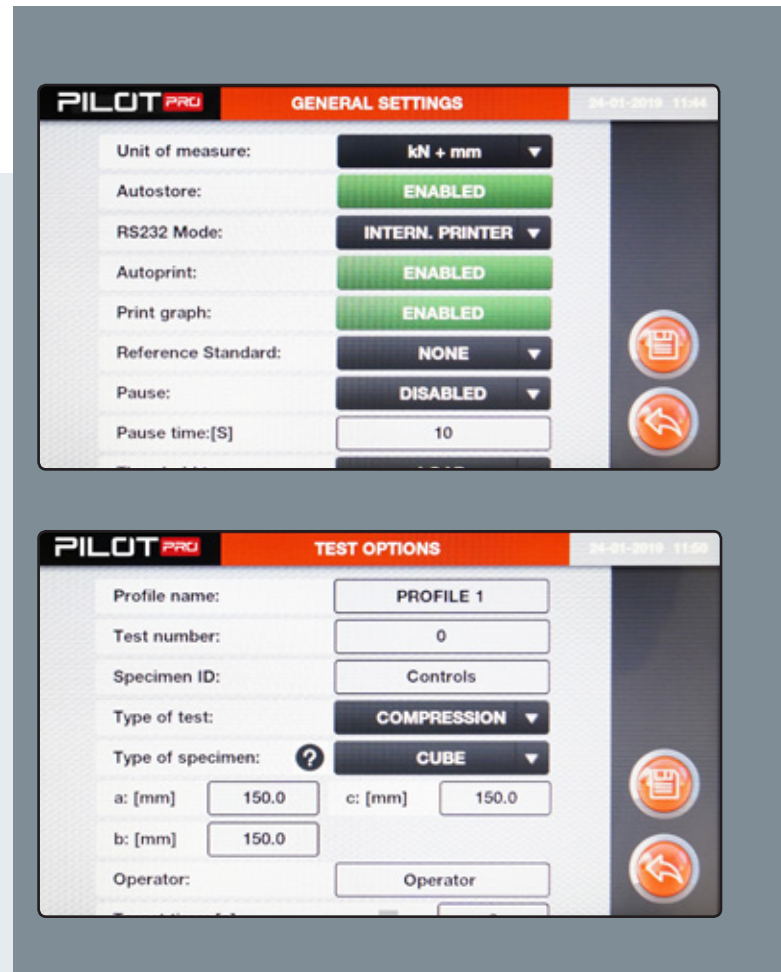 PILOT PRO GENERAL SETTINGS 24-01-2019 11:44
Unit of measure: kN + mm
Autostore: ENABLED
RS232 Mode: INTERN. PRINTER
Autoprint: ENABLED
Print graph: ENABLED
Reference Standard: NONE
Pause: DISABLED
Pause time:[S] 10
PILOT PRO TEST OPTIONS 24-01-2019 11:50
Profile name: PROFILE 1
Test number: 0
Specimen ID: Controls
Type of test: COMPRESSION
Type of specimen: ? CUBE
a: [mm] 150.0 c: [mm] 150.0
b: [mm] 150.0
Operator: Operator